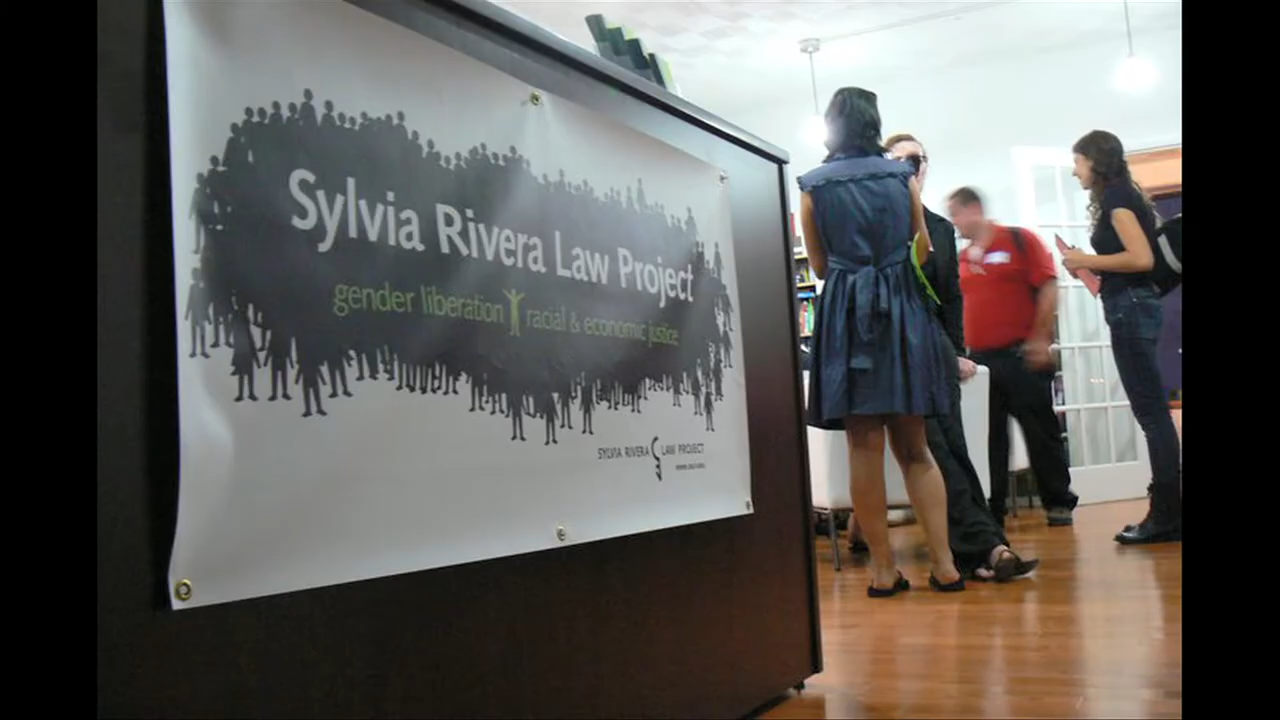 Sylvia Rivera Law Project
gender liberation racial & economic justice
SYLVIA RIVERA LAW PROJECT